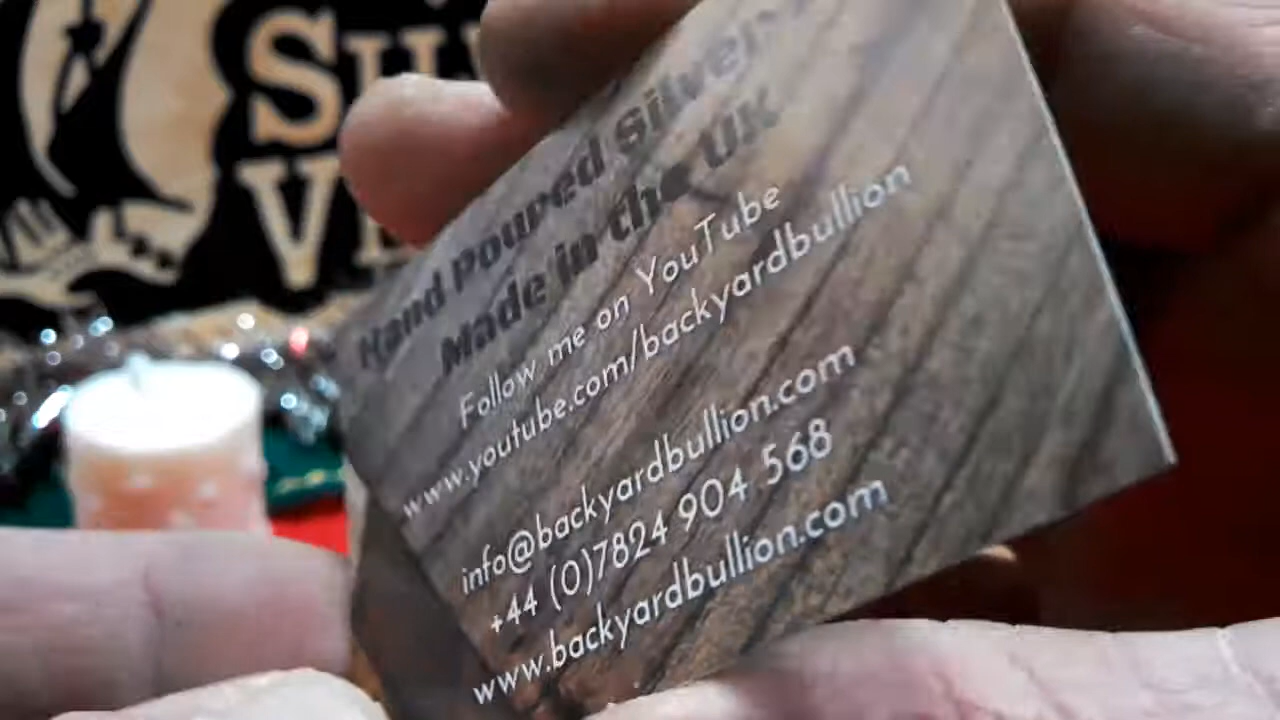 Hand Poured Silver
Made in the UK
Follow me on YouTube
www.youtube.com/backyardbullion
info@backyardbullion.com
+44 (0)7824 904 568
www.backyardbullion.com